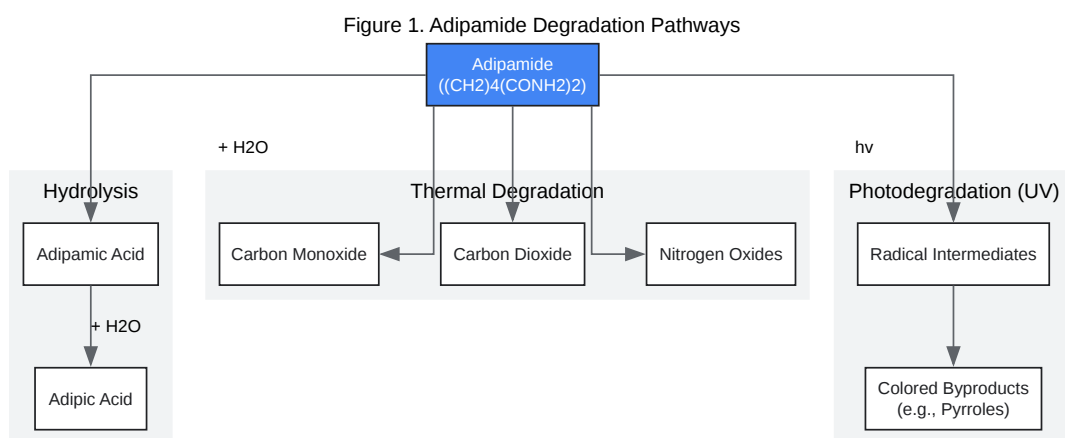 Figure 1. Adipamide Degradation Pathways
Adipamide
((CH2)4(CONH2)2)
+ H2O
hv
Hydrolysis
Thermal Degradation
Photodegradation (UV)
Adipamic Acid
Carbon Monoxide
Carbon Dioxide
Nitrogen Oxides
Radical Intermediates
+ H2O
Adipic Acid
Colored Byproducts
(e.g., Pyrroles)